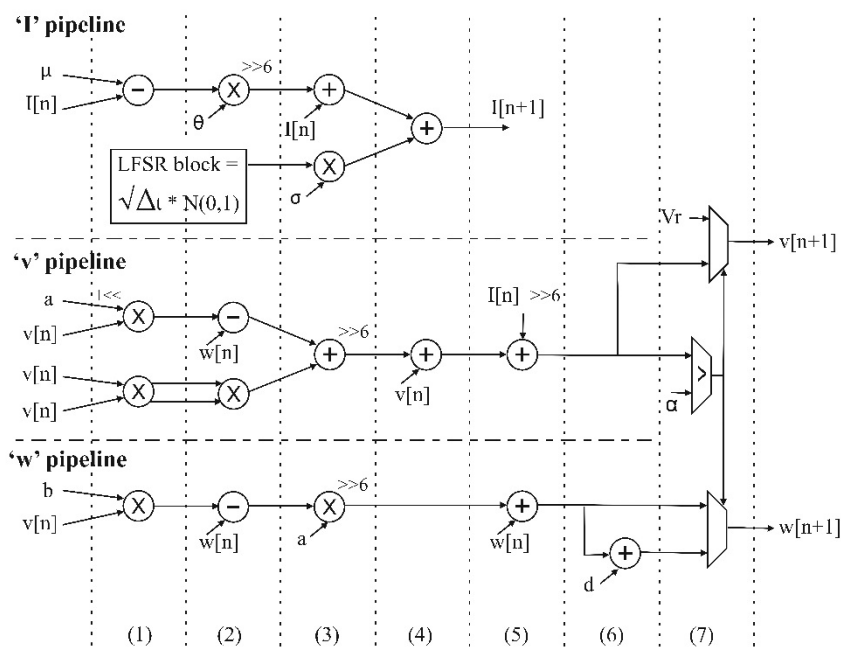 'I' pipeline
μ
I[n]
−
X
>>6
θ
+
I[n]
+
I[n+1]
LFSR block =
√Δt * N(0,1)
X
σ
Vr
v[n+1]
'v' pipeline
a
1<<
v[n]
X
−
w[n]
v[n]
v[n]
X
X
+
>>6
+
v[n]
I[n] >>6
+
>
α
'w' pipeline
b
v[n]
X
−
w[n]
X
>>6
a
+
w[n]
+
d
w[n+1]
(1) (2) (3) (4) (5) (6) (7)